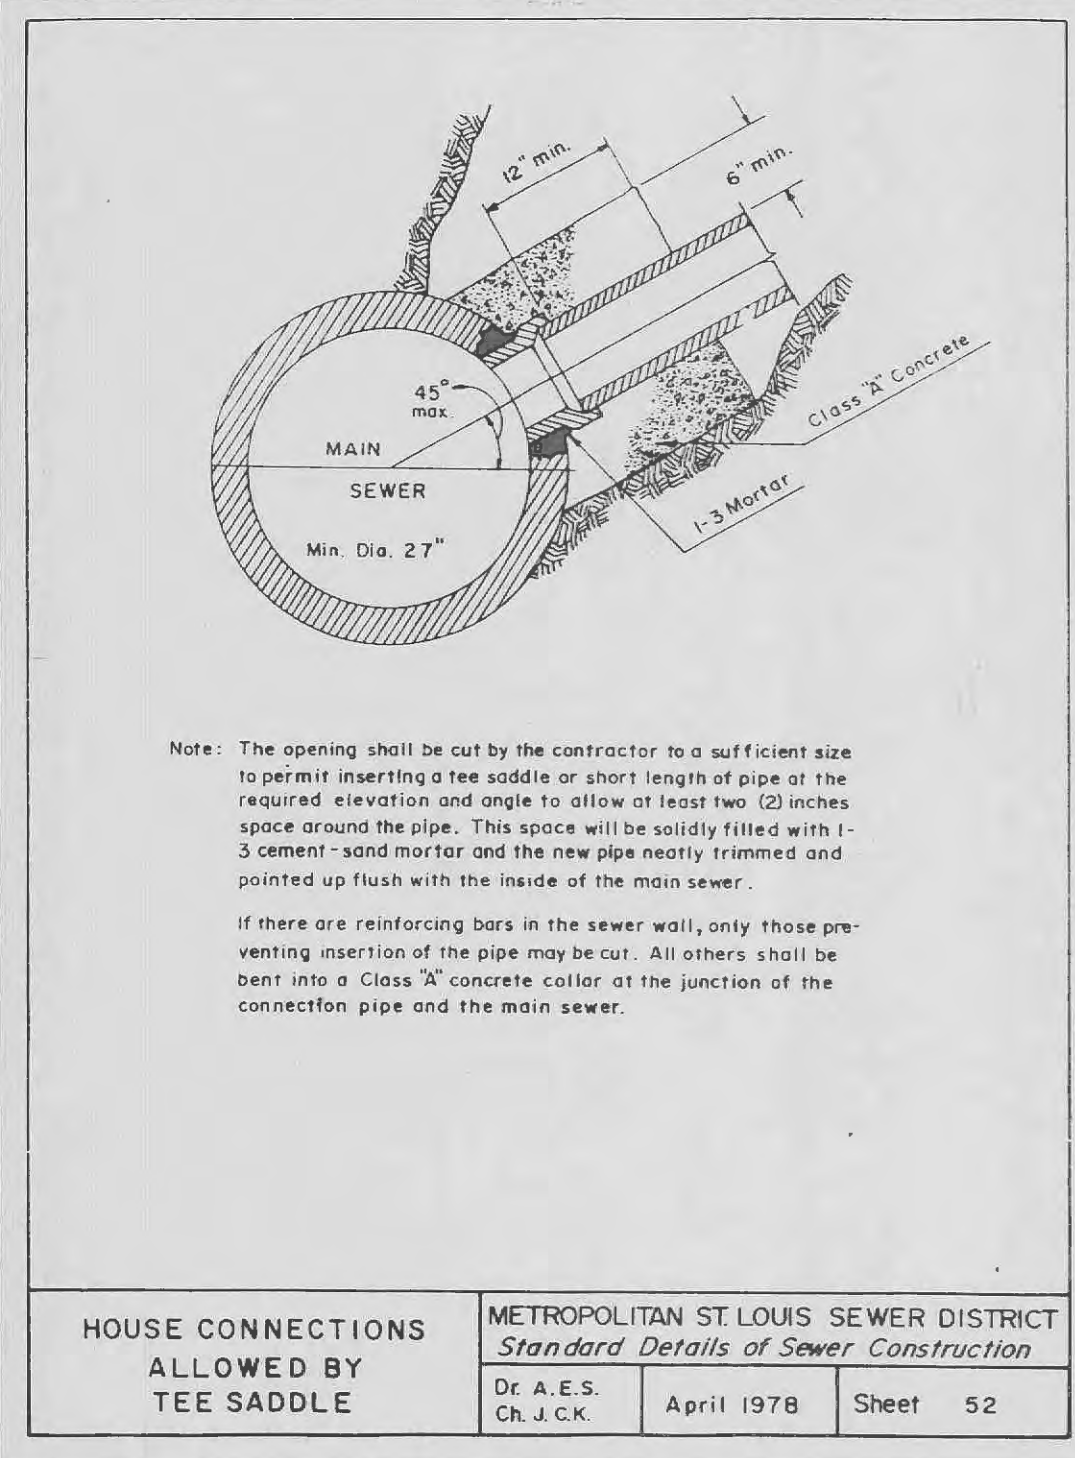 12" min.
6" min.
45°
max.
MAIN
SEWER
Min. Dia. 27"
Class "A" Concrete
1-3 Mortar
Note: The opening shall be cut by the contractor to a sufficient size
to permit inserting a tee saddle or short length of pipe at the
required elevation and angle to allow at least two (2) inches
space around the pipe. This space will be solidly filled with 1-
3 cement-sand mortar and the new pipe neatly trimmed and
pointed up flush with the inside of the main sewer.
If there are reinforcing bars in the sewer wall, only those pre-
venting insertion of the pipe may be cut. All others shall be
bent into a Class "A" concrete collar at the junction of the
connection pipe and the main sewer.
HOUSE CONNECTIONS
ALLOWED BY
TEE SADDLE
METROPOLITAN ST. LOUIS SEWER DISTRICT
Standard Details of Sewer Construction
Dr. A.E.S.
Ch. J.C.K.
April 1978
Sheet 52